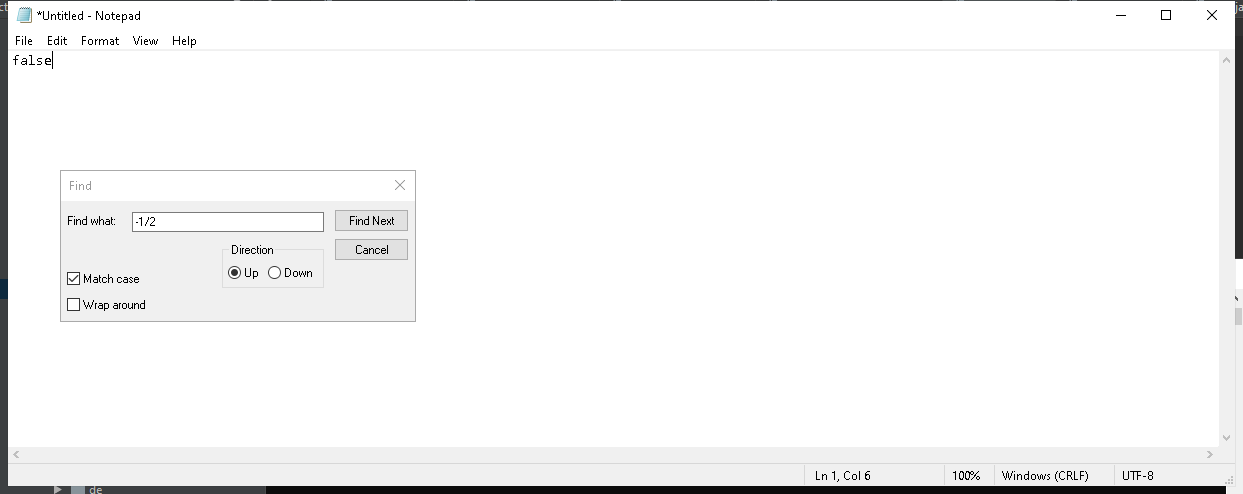 *Untitled - Notepad
File Edit Format View Help
false
Find
Find what: -1/2 Find Next
Direction Cancel
Up Down
Match case
Wrap around
Ln 1, Col 6 100% Windows (CRLF) UTF-8
de